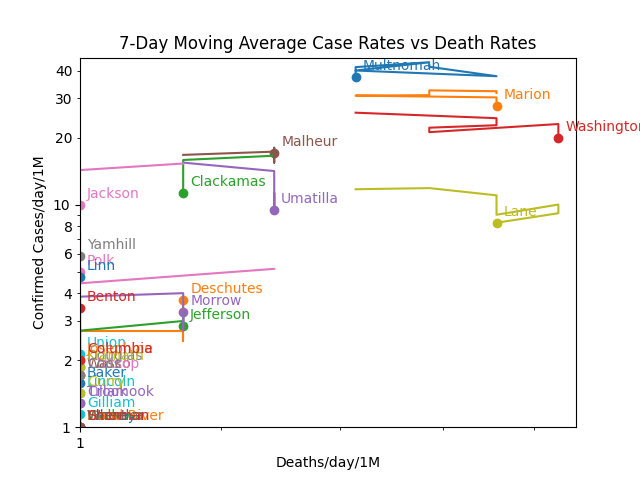 7-Day Moving Average Case Rates vs Death Rates
Confirmed Cases/day/1M
40
30
20
10
8
6
4
3
2
1
Multnomah
Marion
Washington
Malheur
Clackamas
Umatilla
Jackson
Lane
Yamhill
Polk
Linn
Benton
Deschutes
Morrow
Jefferson
Union
Columbia
Baker
Lincoln
Tillamook
Gilliam
1
Deaths/day/1M